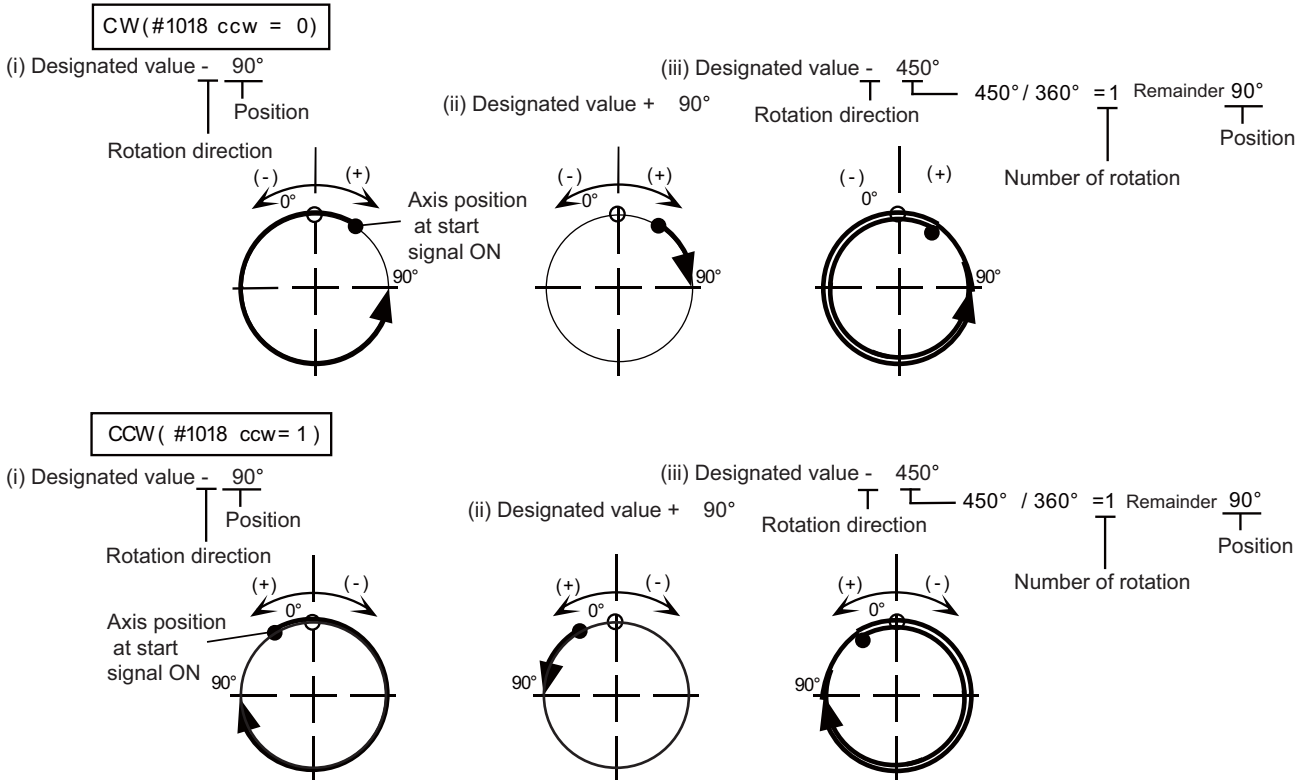 CW(#1018 ccw = 0)
(i) Designated value - 90°
Position
Rotation direction
(ii) Designated value + 90°
(iii) Designated value - 450°
Rotation direction
450° / 360° =1 Remainder 90°
Position
Number of rotation
(-) (+)
0°
Axis position
at start
signal ON
90°
(-) (+)
0°
90°
(-) (+)
0°
90°
CCW( #1018 ccw= 1 )
(i) Designated value - 90°
Position
Rotation direction
(ii) Designated value + 90°
(iii) Designated value - 450°
Rotation direction
450° / 360° =1 Remainder 90°
Position
Number of rotation
(+) (-)
0°
Axis position
at start
signal ON
90°
(+) (-)
0°
90°
(+) (-)
0°
90°